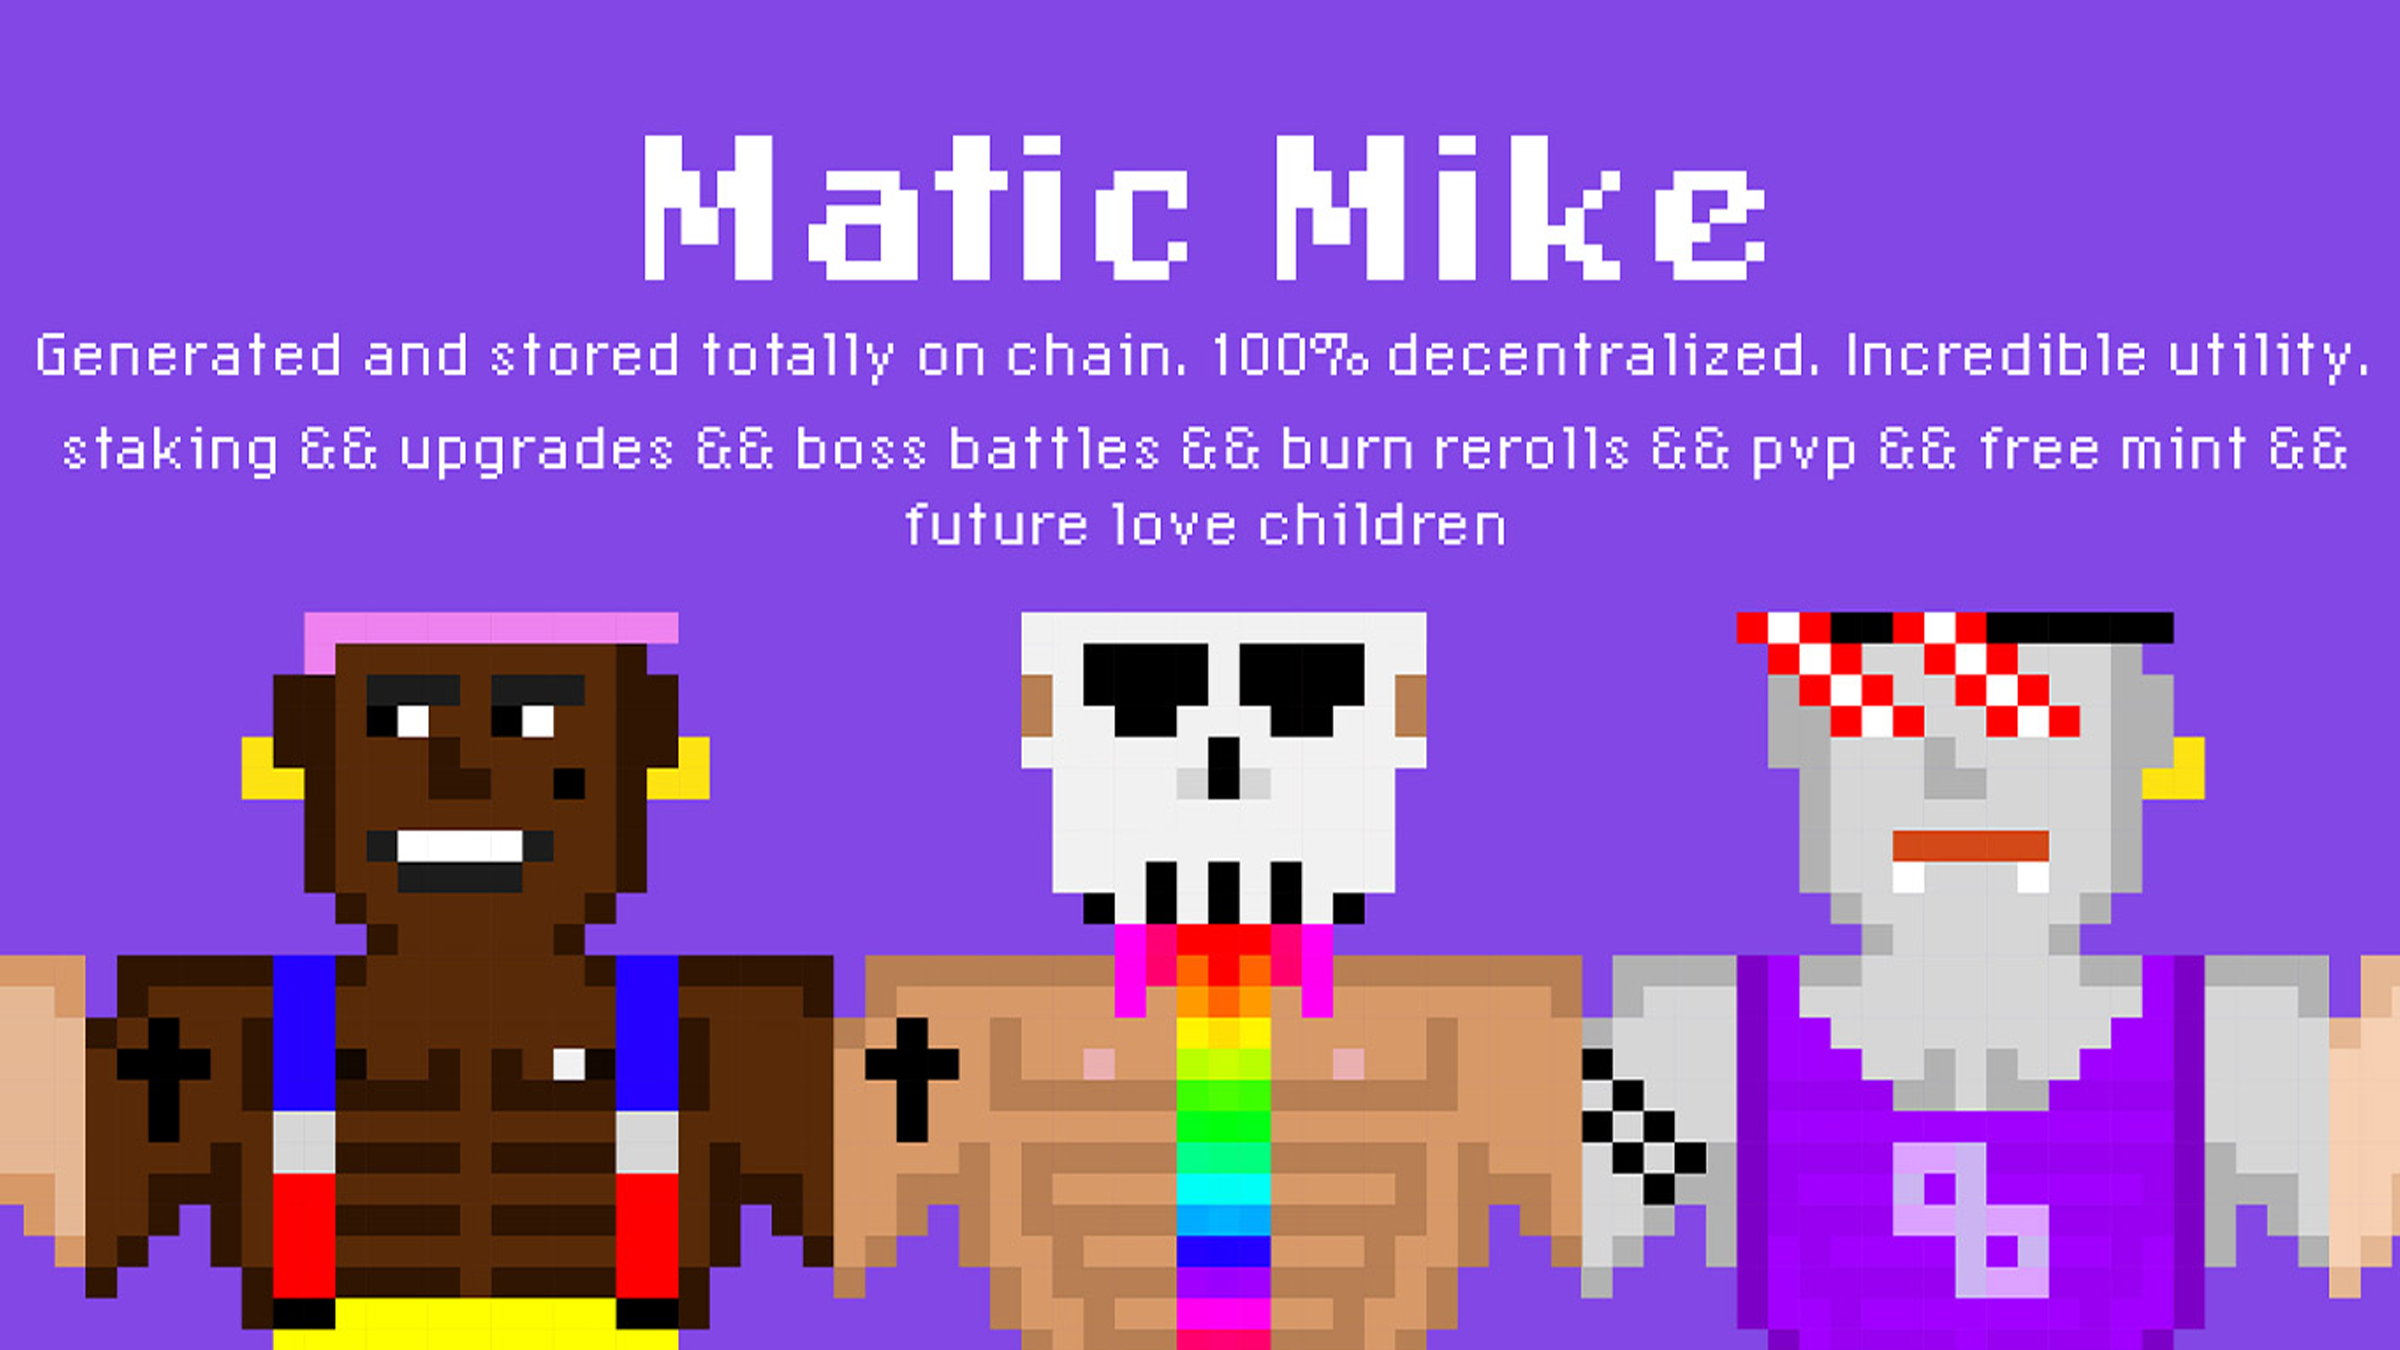 Matic Mike
Generated and stored totally on chain. 100% decentralized. Incredible utility.
staking && upgrades && boss battles && burn rerolls && pvp && free mint &&
future love children